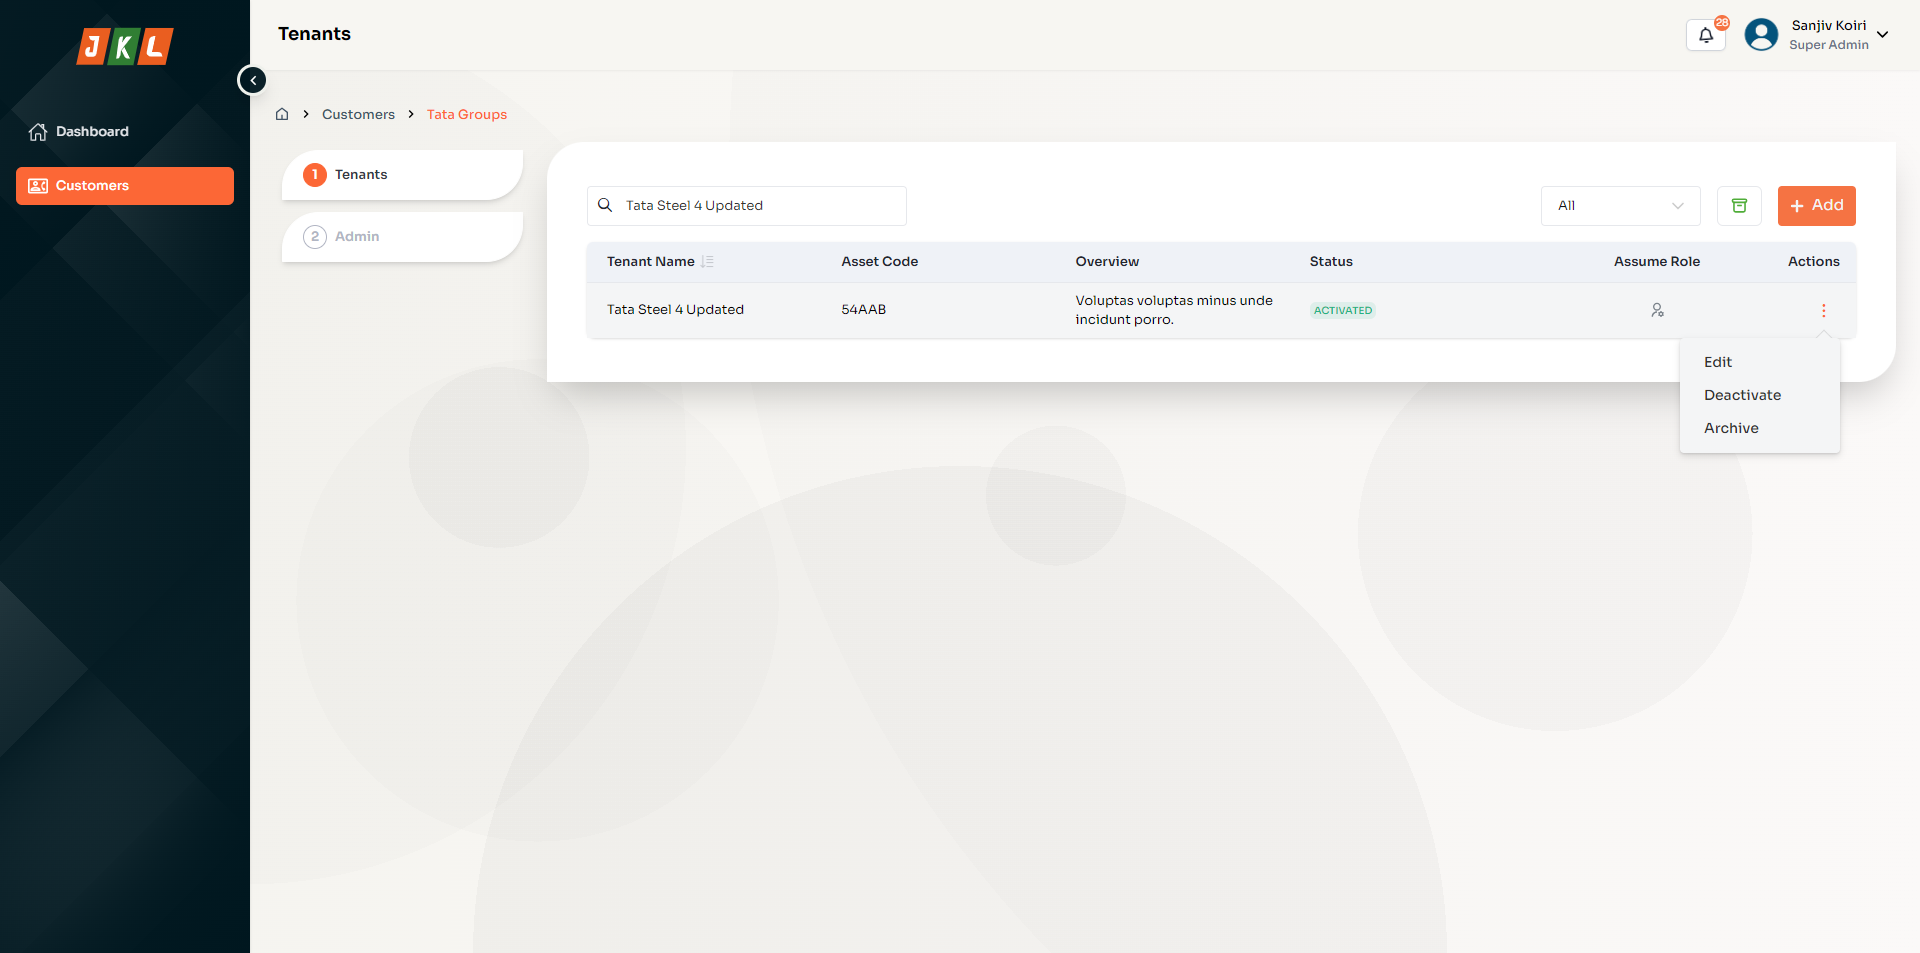 JKL
Dashboard
Customers
Tenants
28
Sanjiv Koiri
Super Admin
Customers
Tata Groups
1 Tenants
2 Admin
Tata Steel 4 Updated
All
Add
Tenant Name Asset Code Overview Status Assume Role Actions
Tata Steel 4 Updated 54AAB Voluptas voluptas minus unde
incidunt porro. ACTIVATED
Edit
Deactivate
Archive